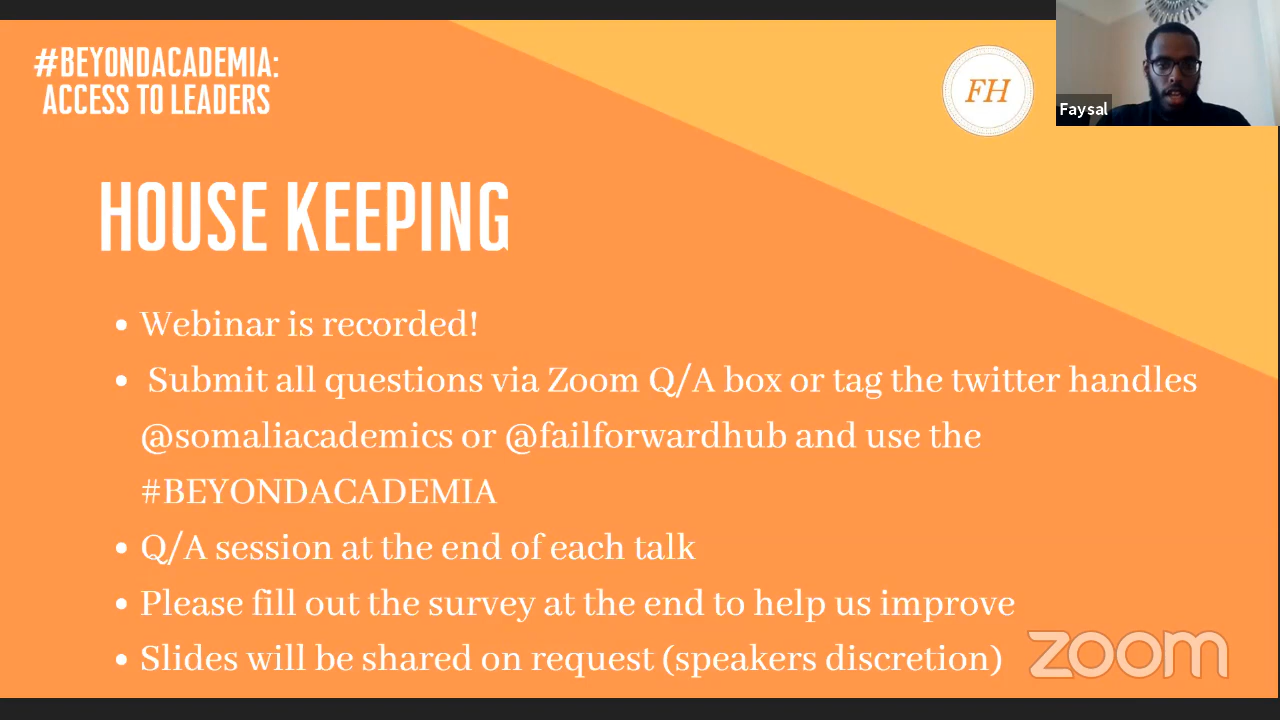 #BEYONDACADEMIA:
ACCESS TO LEADERS
FH
Faysal
HOUSE KEEPING
• Webinar is recorded!
• Submit all questions via Zoom Q/A box or tag the twitter handles
@somaliacademics or @failforwardhub and use the
#BEYONDACADEMIA
• Q/A session at the end of each talk
• Please fill out the survey at the end to help us improve
• Slides will be shared on request (speakers discretion)
zoom